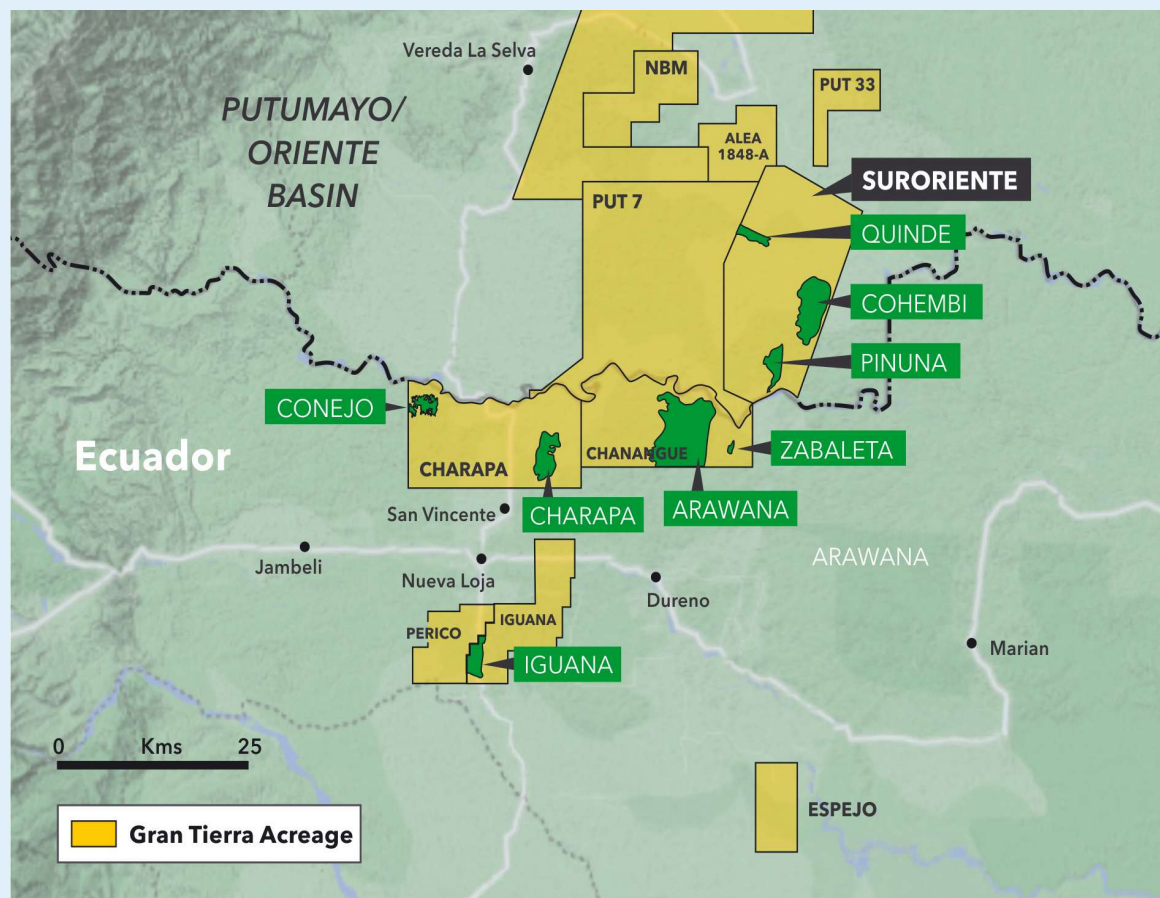 Vereda La Selva
NBM
PUT 33
PUTUMAYO/
ORIENTE
BASIN
ALEA
1848-A
SURORIENTE
PUT 7
QUINDE
COHEMBI
PINUNA
CONEJO
Ecuador
CHARAPA
CHANANGUE
ZABALETA
San Vincente
CHARAPA
ARAWANA
ARAWANA
Jambeli
Nueva Loja
Dureno
PERICO
IGUANA
IGUANA
Marian
0 Kms 25
ESPEJO
Gran Tierra Acreage